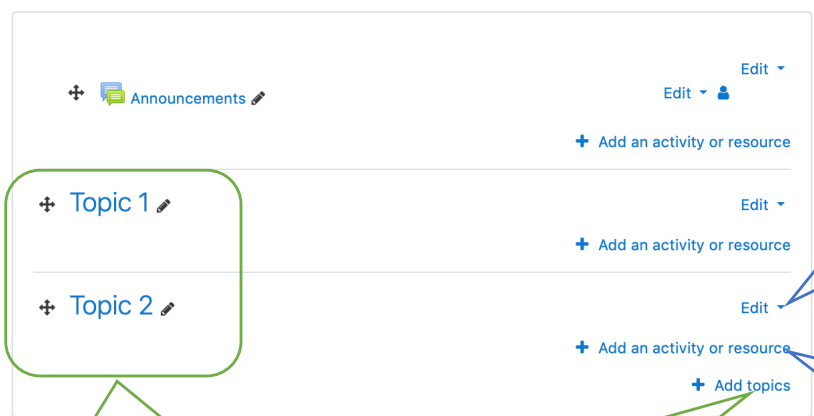 Edit
Announcements
Edit
Add an activity or resource
Topic 1
Edit
Add an activity or resource
Topic 2
Edit
Add an activity or resource
Add topics